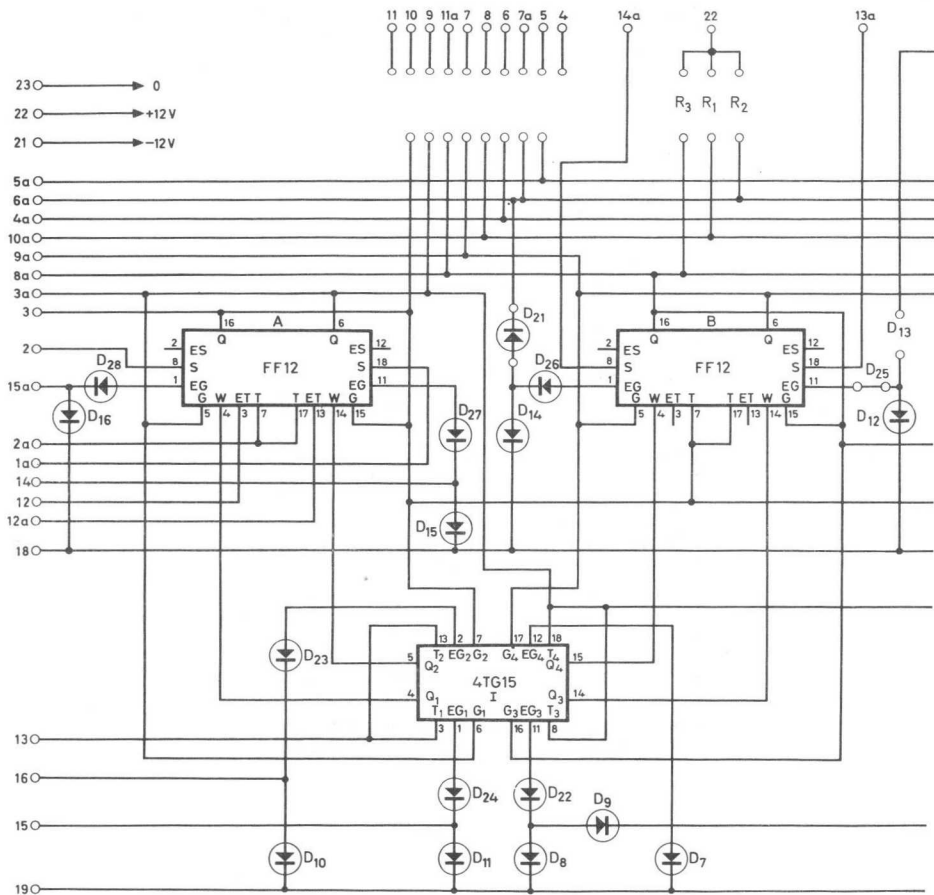 11 10 9 11a 7 8 6 7a 5 4 14a 22 13a
23 0
22 +12V
21 -12V
R3 R1 R2
5a
6a
4a
10a
9a
8a
3a
3
D21 D13
A B
16 6 16 6
Q Q Q Q
2 ES ES 12 2 ES ES 12
2
8 S FF12 S 18 8 S FF12 S 18
D28 D26 D25
15a
1 EG EG 11 1 EG EG 11
G W ET T T ET W G G W ET T T ET W G
5 4 3 7 17 13 14 15 5 4 3 7 17 13 14 15
D16 D27 D14 D12
2a
1a
14
12
12a
D15
18
13 2 7 17 12 18
T2 EG2 G2 G4 EG4 T4
D23
5 Q2 Q4 15
4TG15
4 Q1 I Q3 14
T1 EG1 G1 G3 EG3 T3
3 1 6 16 11 8
13
16
D24 D22 D9
15
D10 D11 D8 D7
19